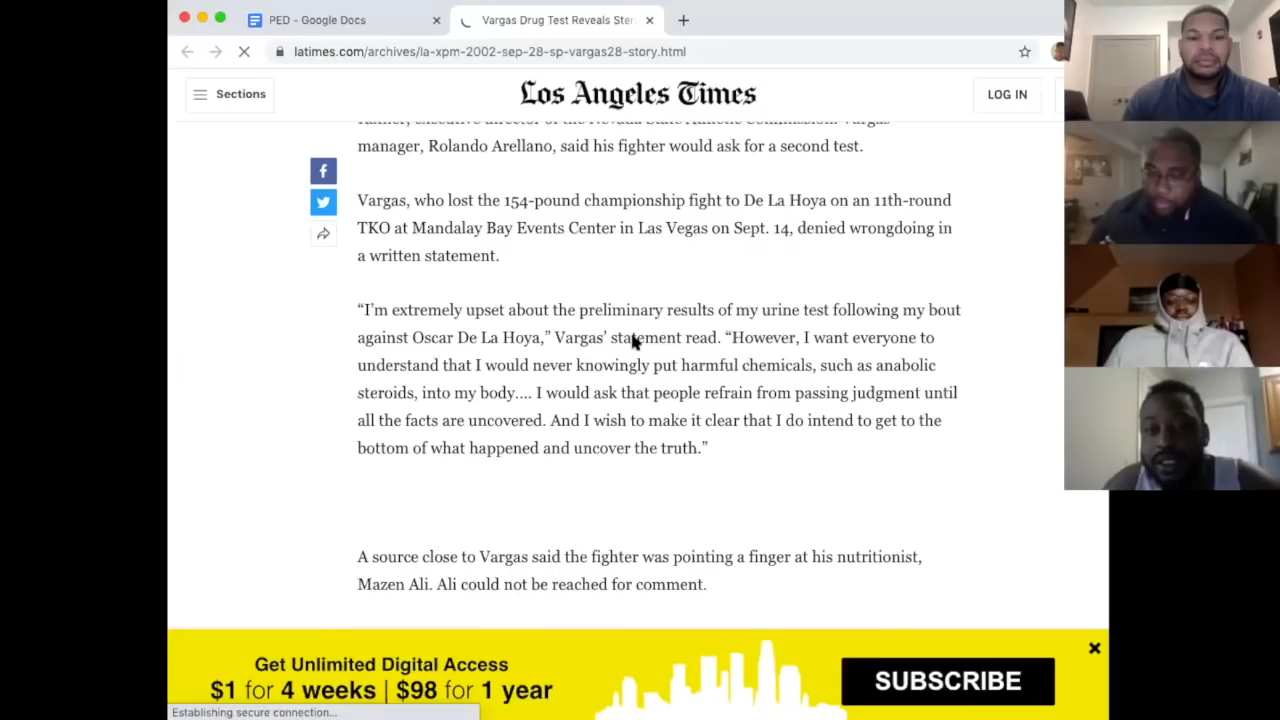 PED - Google Docs
Vargas Drug Test Reveals Ster
latimes.com/archives/la-xpm-2002-sep-28-sp-vargas28-story.html
Sections
Los Angeles Times
LOG IN
manager, Rolando Arellano, said his fighter would ask for a second test.
Vargas, who lost the 154-pound championship fight to De La Hoya on an 11th-round
TKO at Mandalay Bay Events Center in Las Vegas on Sept. 14, denied wrongdoing in
a written statement.
“I’m extremely upset about the preliminary results of my urine test following my bout
against Oscar De La Hoya,” Vargas’ statement read. “However, I want everyone to
understand that I would never knowingly put harmful chemicals, such as anabolic
steroids, into my body.... I would ask that people refrain from passing judgment until
all the facts are uncovered. And I wish to make it clear that I do intend to get to the
bottom of what happened and uncover the truth.”
A source close to Vargas said the fighter was pointing a finger at his nutritionist,
Mazen Ali. Ali could not be reached for comment.
Get Unlimited Digital Access
$1 for 4 weeks | $98 for 1 year
SUBSCRIBE
Establishing secure connection...